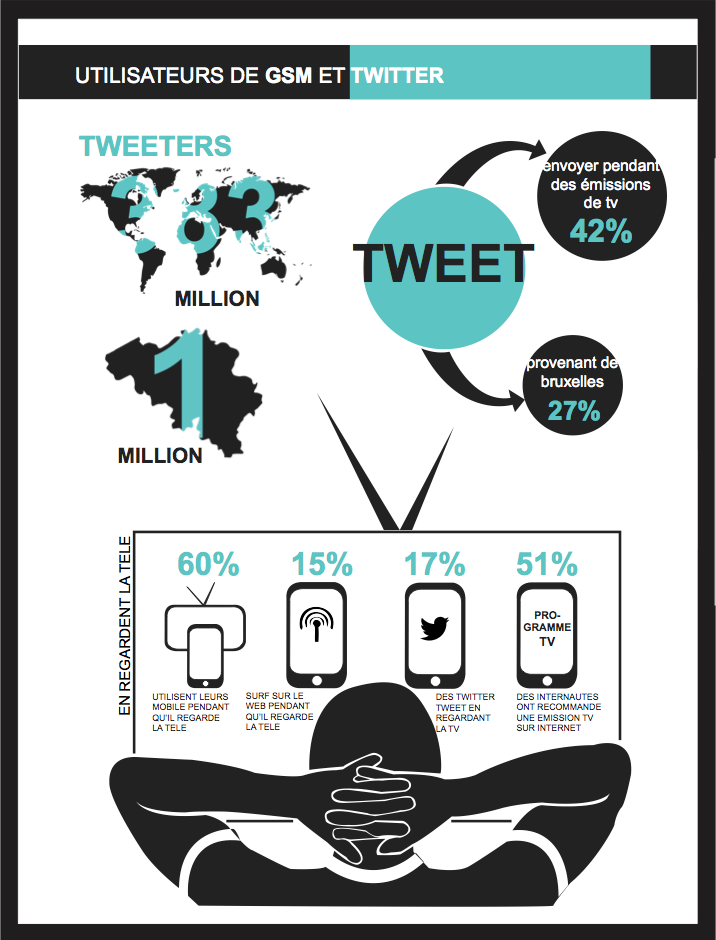 UTILISATEURS DE GSM ET TWITTER
TWEETERS
383
MILLION
1
MILLION
TWEET
envoyer pendant
des émissions
de tv
42%
provenant de
bruxelles
27%
EN REGARDENT LA TELE
60%
UTILISENT LEURS
MOBILE PENDANT
QU'IL REGARDE
LA TELE
15%
SURF SUR LE
WEB PENDANT
QU'IL REGARDE
LA TELE
17%
DES TWITTER
TWEET EN
REGARDANT
LA TV
51%
PRO-
GRAMME
TV
DES INTERNAUTES
ONT RECOMMANDE
UNE EMISSION TV
SUR INTERNET